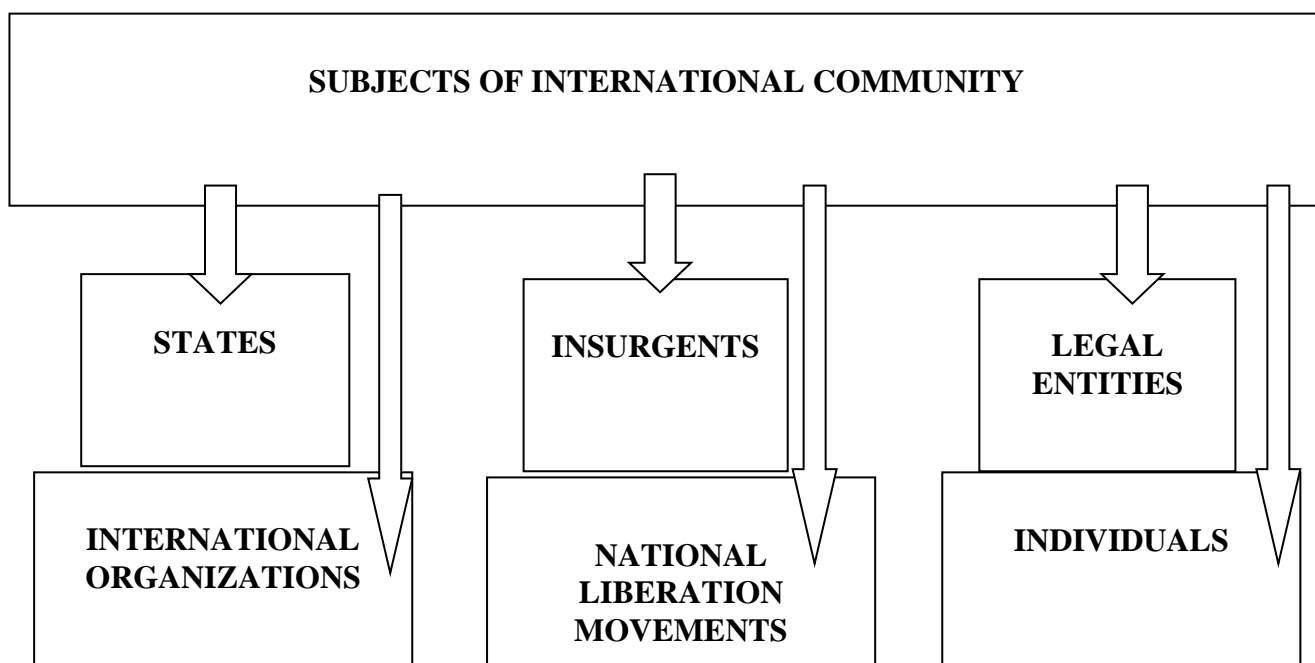 SUBJECTS OF INTERNATIONAL COMMUNITY
STATES
INSURGENTS
LEGAL
ENTITIES
INTERNATIONAL
ORGANIZATIONS
NATIONAL
LIBERATION
MOVEMENTS
INDIVIDUALS